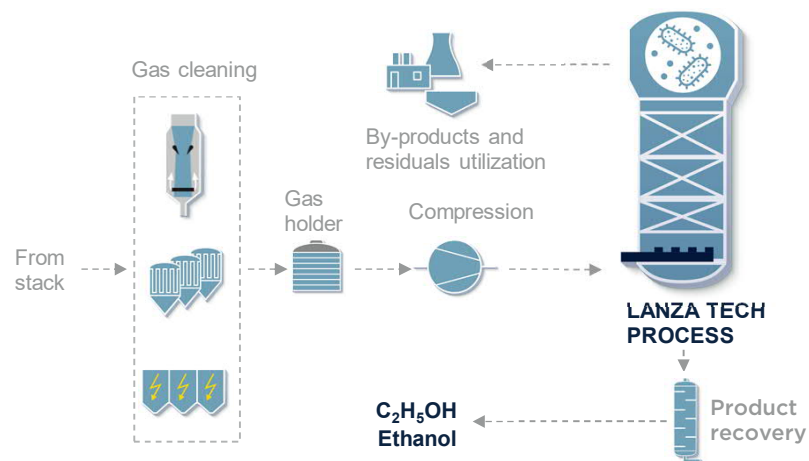 Gas cleaning
By-products and
residuals utilization
Gas
holder
Compression
From
stack
LANZA TECH
PROCESS
C₂H₅OH
Ethanol
Product
recovery